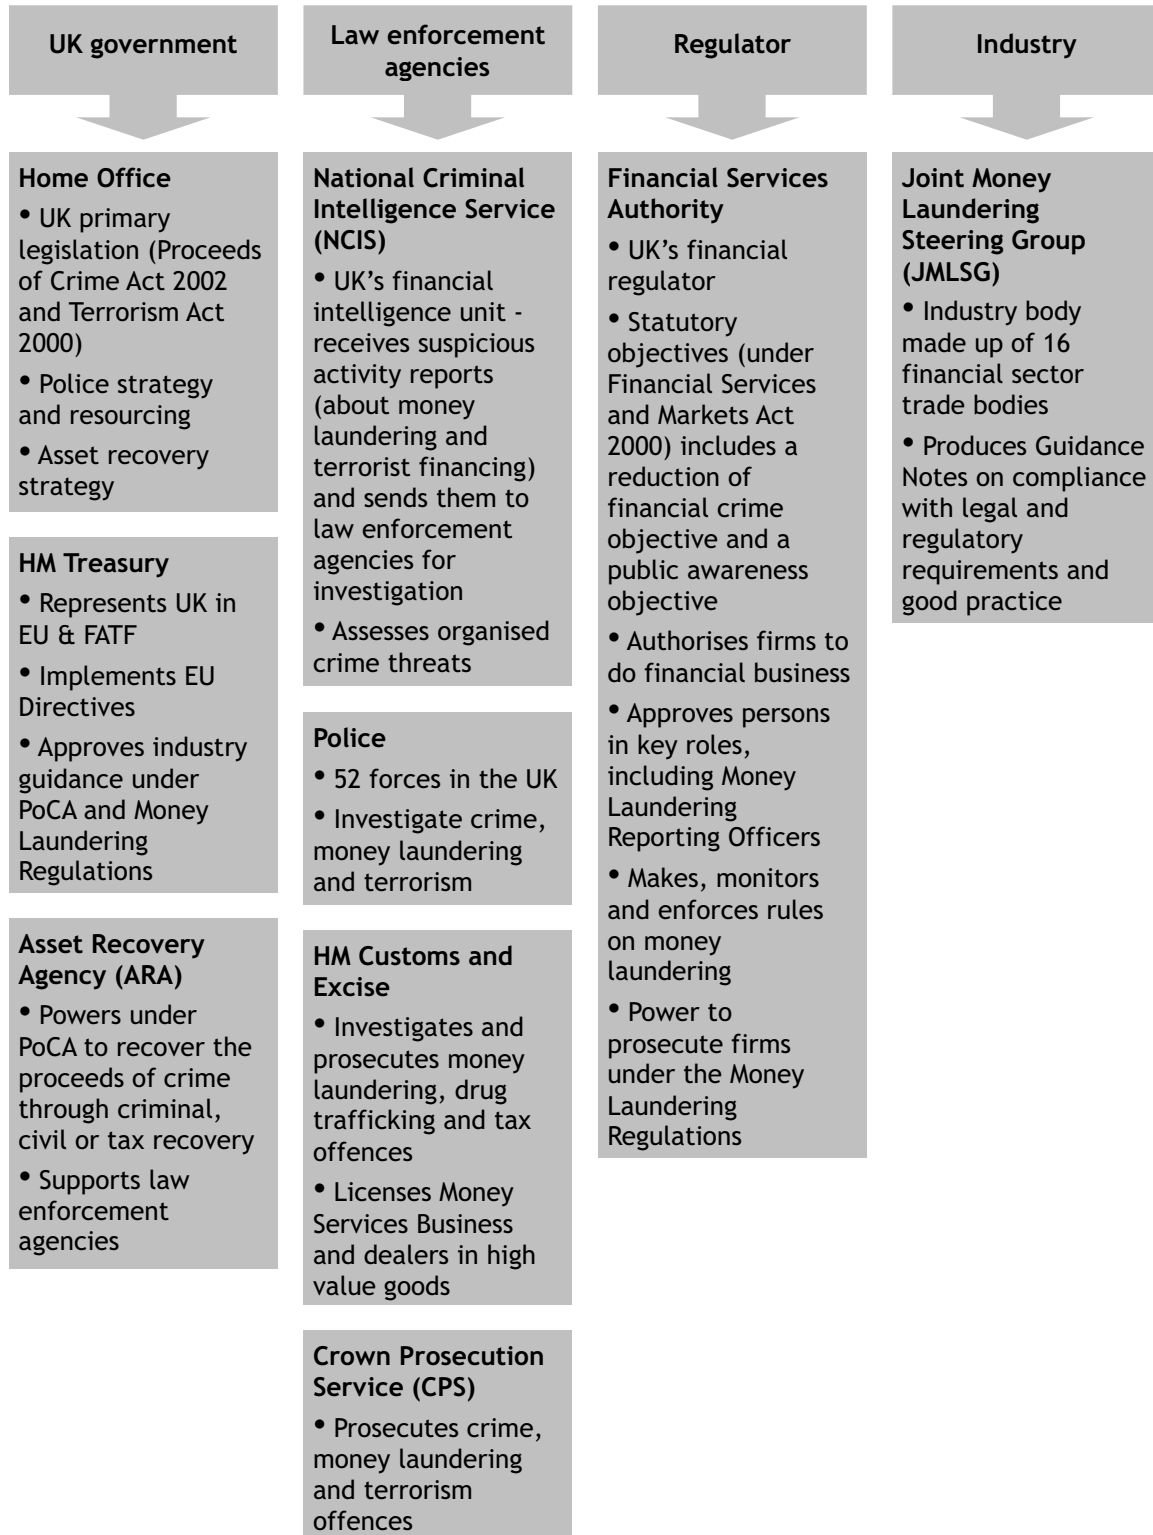 UK government
Law enforcement
agencies
Regulator
Industry
Home Office
• UK primary
legislation (Proceeds
of Crime Act 2002
and Terrorism Act
2000)
• Police strategy
and resourcing
• Asset recovery
strategy
HM Treasury
• Represents UK in
EU & FATF
• Implements EU
Directives
• Approves industry
guidance under
PoCA and Money
Laundering
Regulations
Asset Recovery
Agency (ARA)
• Powers under
PoCA to recover the
proceeds of crime
through criminal,
civil or tax recovery
• Supports law
enforcement
agencies
National Criminal
Intelligence Service
(NCIS)
• UK's financial
intelligence unit -
receives suspicious
activity reports
(about money
laundering and
terrorist financing)
and sends them to
law enforcement
agencies for
investigation
• Assesses organised
crime threats
Police
• 52 forces in the UK
• Investigate crime,
money laundering
and terrorism
HM Customs and
Excise
• Investigates and
prosecutes money
laundering, drug
trafficking and tax
offences
• Licenses Money
Services Business
and dealers in high
value goods
Crown Prosecution
Service (CPS)
• Prosecutes crime,
money laundering
and terrorism
offences
Financial Services
Authority
• UK's financial
regulator
• Statutory
objectives (under
Financial Services
and Markets Act
2000) includes a
reduction of
financial crime
objective and a
public awareness
objective
• Authorises firms to
do financial business
• Approves persons
in key roles,
including Money
Laundering
Reporting Officers
• Makes, monitors
and enforces rules
on money
laundering
• Power to
prosecute firms
under the Money
Laundering
Regulations
Joint Money
Laundering
Steering Group
(JMLSG)
• Industry body
made up of 16
financial sector
trade bodies
• Produces Guidance
Notes on compliance
with legal and
regulatory
requirements and
good practice